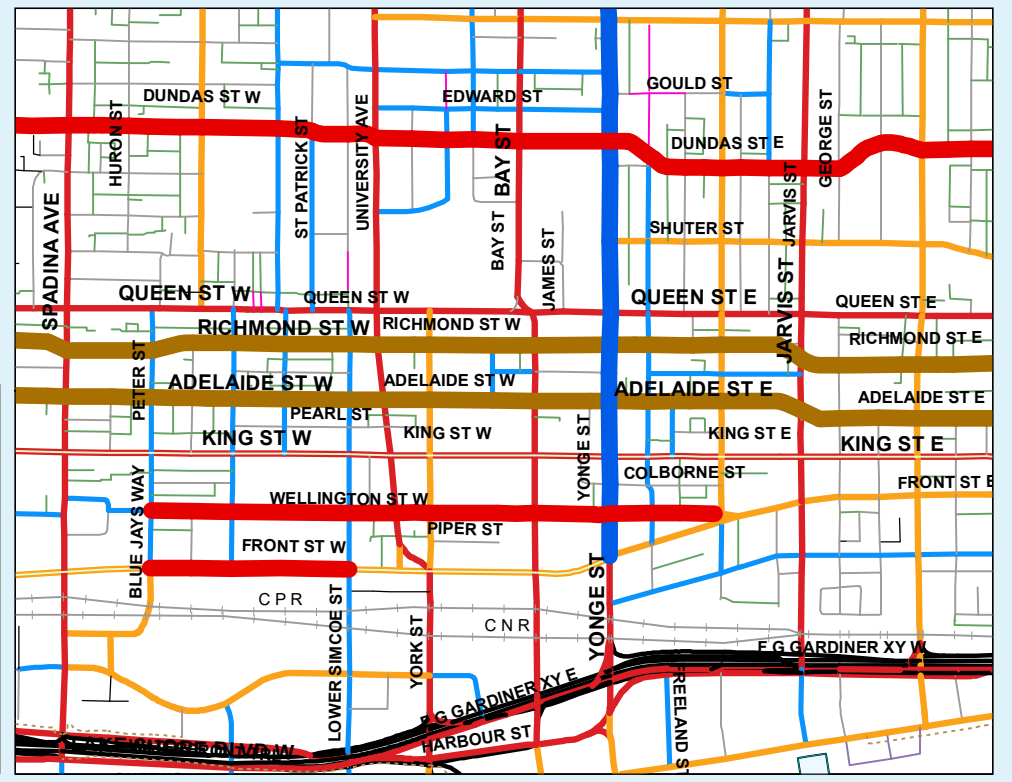 GOULD ST
DUNDAS ST W
EDWARD ST
HURON ST
ST PATRICK ST
UNIVERSITY AVE
BAY ST
DUNDAS ST E
GEORGE ST
JARVIS ST
SPADINA AVE
BAY ST
JAMES ST
SHUTER ST
QUEEN ST W
QUEEN ST W
QUEEN ST E
QUEEN ST E
JARVIS ST
RICHMOND ST W
RICHMOND ST W
RICHMOND ST E
PETER ST
ADELAIDE ST W
ADELAIDE ST W
ADELAIDE ST E
ADELAIDE ST E
PEARL ST
KING ST W
KING ST W
KING ST E
KING ST E
YONGE ST
COLBORNE ST
FRONT ST E
BLUE JAYS WAY
WELLINGTON ST W
PIPER ST
FRONT ST W
CPR
CNR
YONGE ST
LOWER SIMCOE ST
YORK ST
F G GARDINER XY W
F G GARDINER XY E
FREELAND ST
HARBOUR ST